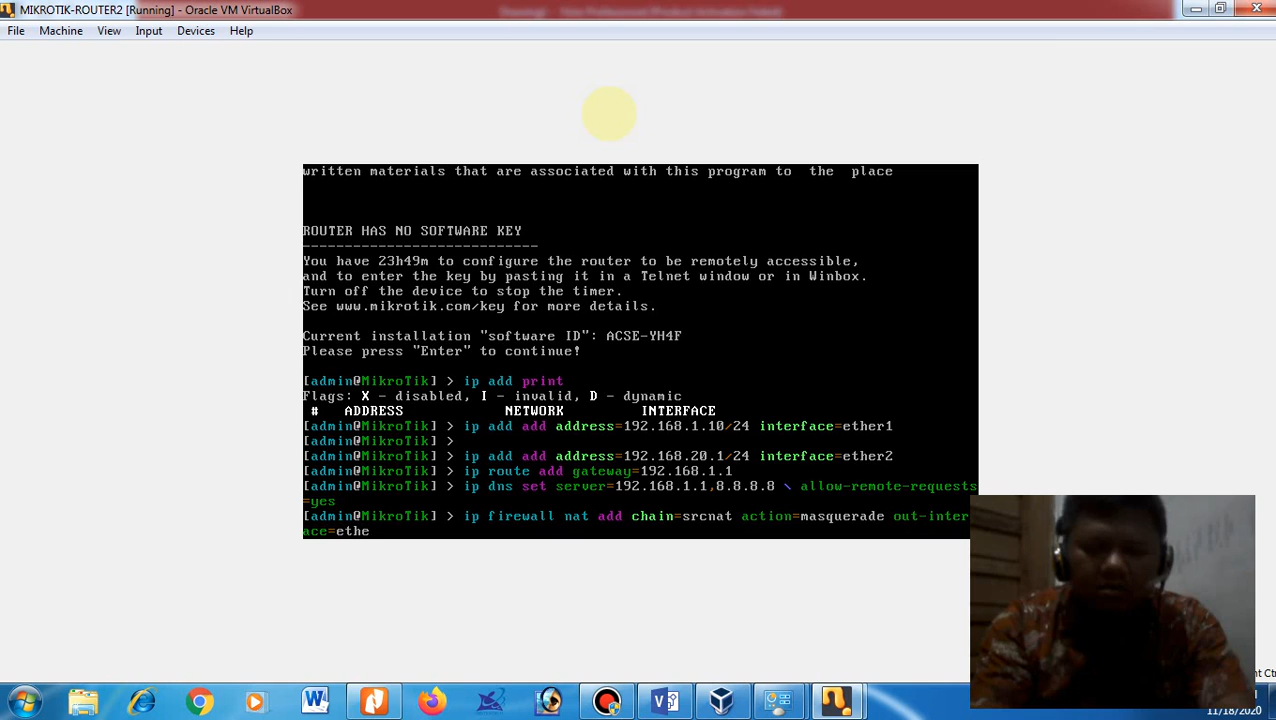 MIKROTIK-ROUTER2 [Running] - Oracle VM VirtualBox
File Machine View Input Devices Help
written materials that are associated with this program to the place
ROUTER HAS NO SOFTWARE KEY
----------------------------
You have 23h49m to configure the router to be remotely accessible,
and to enter the key by pasting it in a Telnet window or in Winbox.
Turn off the device to stop the timer.
See www.mikrotik.com/key for more details.
Current installation "software ID": ACSE-YH4F
Please press "Enter" to continue!
[admin@MikroTik] > ip add print
Flags: X - disabled, I - invalid, D - dynamic
# ADDRESS NETWORK INTERFACE
[admin@MikroTik] > ip add add address=192.168.1.10/24 interface=ether1
[admin@MikroTik] >
[admin@MikroTik] > ip add add address=192.168.20.1/24 interface=ether2
[admin@MikroTik] > ip route add gateway=192.168.1.1
[admin@MikroTik] > ip dns set server=192.168.1.1,8.8.8.8 \ allow-remote-requests
=yes
[admin@MikroTik] > ip firewall nat add chain=srcnat action=masquerade out-inter
ace=ethe
11/18/2020